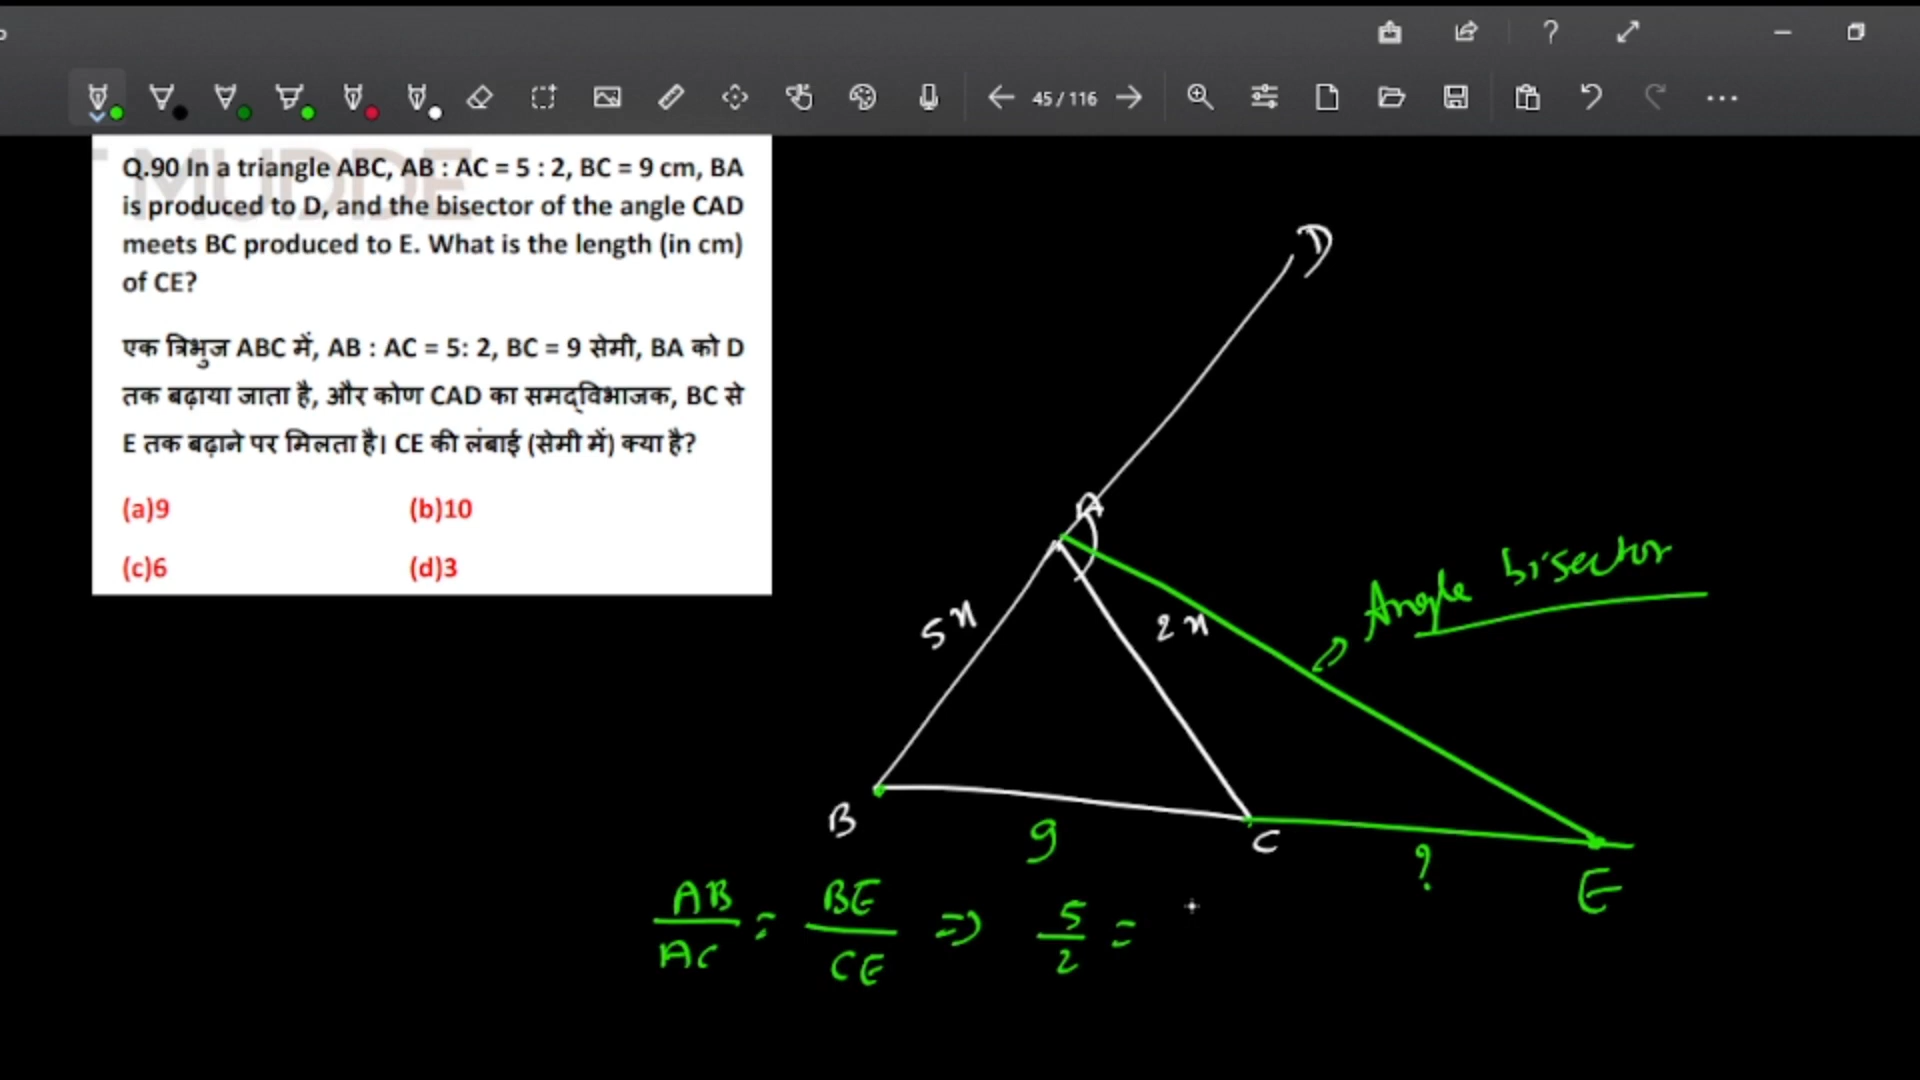 45 / 116
MUDDE
Q.90 In a triangle ABC, AB : AC = 5 : 2, BC = 9 cm, BA
is produced to D, and the bisector of the angle CAD
meets BC produced to E. What is the length (in cm)
of CE?
एक त्रिभुज ABC में, AB : AC = 5: 2, BC = 9 सेमी, BA को D
तक बढ़ाया जाता है, और कोण CAD का समद्विभाजक, BC से
E तक बढ़ाने पर मिलता है। CE की लंबाई (सेमी में) क्या है?
(a)9 (b)10
(c)6 (d)3
D
A
Angle bisector
5x 2x
B 9 C ? E
AB/AC = BE/CE => 5/2 =